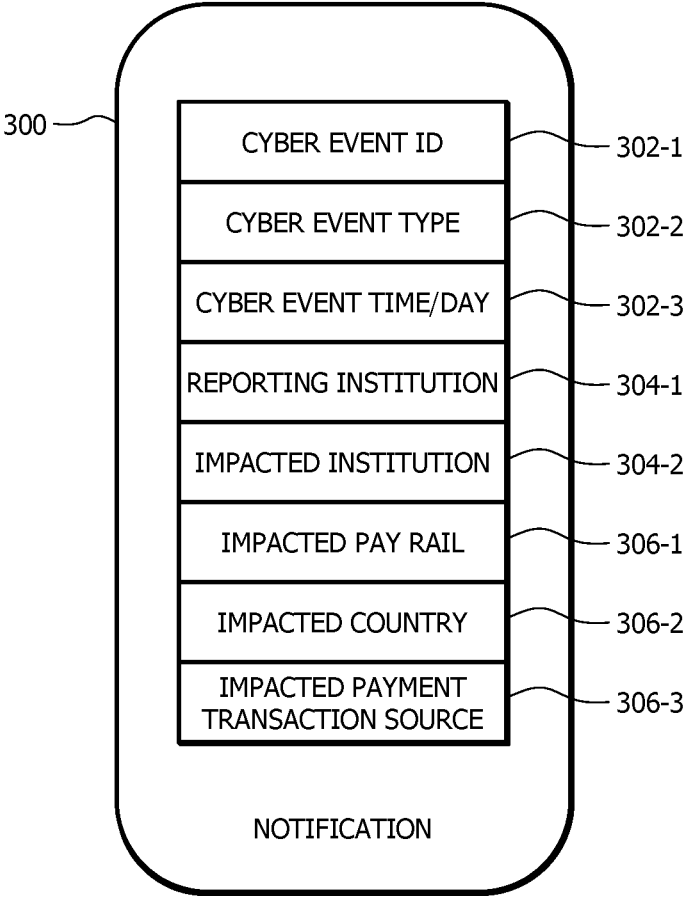 300
CYBER EVENT ID
302-1
CYBER EVENT TYPE
302-2
CYBER EVENT TIME/DAY
302-3
REPORTING INSTITUTION
304-1
IMPACTED INSTITUTION
304-2
IMPACTED PAY RAIL
306-1
IMPACTED COUNTRY
306-2
IMPACTED PAYMENT
TRANSACTION SOURCE
306-3
NOTIFICATION